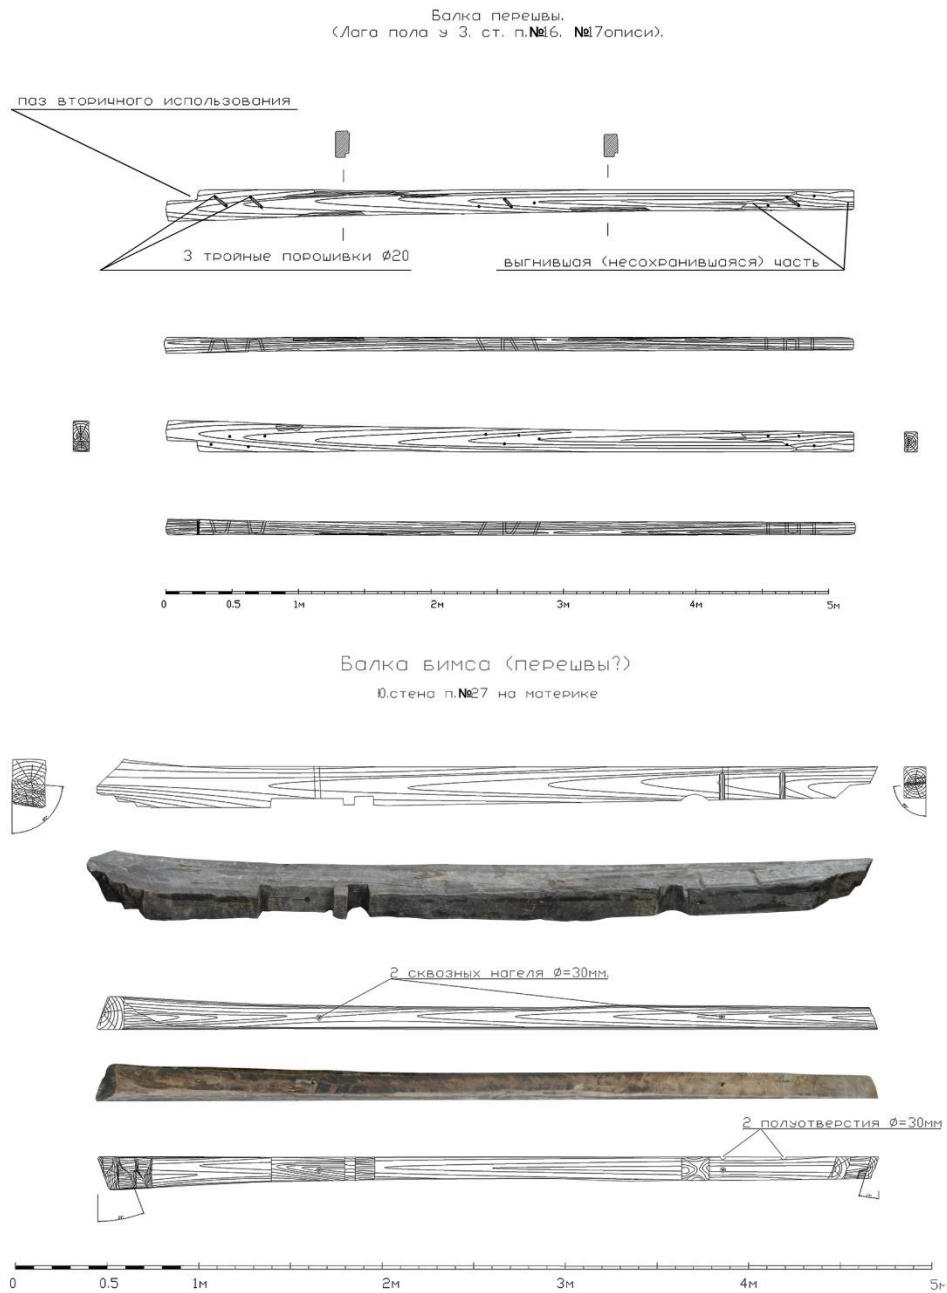 Балка перешвы.
(Лага пола у З. ст. п.№16. №17описи).
паз вторичного использования
3 тройные порошивки Ø20
выгнившая (несохранившаяся) часть
0 0.5 1м 2м 3м 4м 5м
Балка бимса (перешвы?)
Ю.стена п.№27 на материке
2 сквозных нагеля Ø=30мм.
2 полуотверстия Ø=30мм
0 0.5 1м 2м 3м 4м 5м